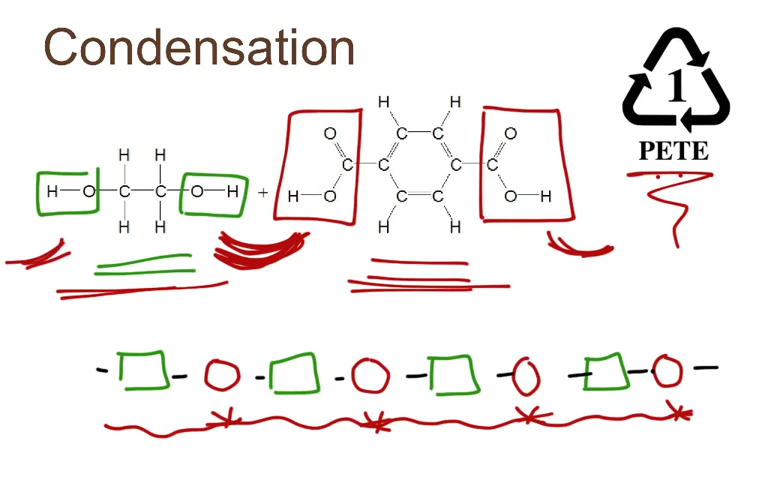 Condensation
1
PETE
H H
H—O—C—C—O—H
H H
+
H H
O C—C O
C—C C—C
H—O C=C O—H
H H